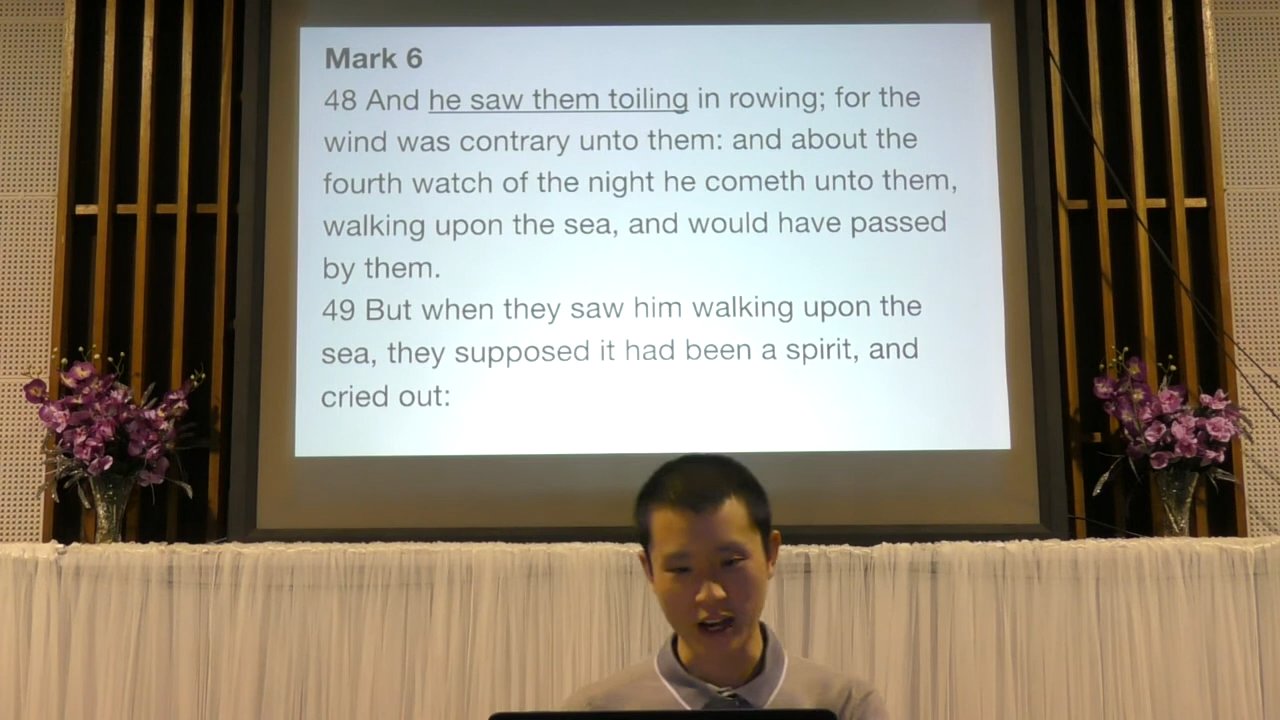 Mark 6
48 And he saw them toiling in rowing; for the
wind was contrary unto them: and about the
fourth watch of the night he cometh unto them,
walking upon the sea, and would have passed
by them.
49 But when they saw him walking upon the
sea, they supposed it had been a spirit, and
cried out: